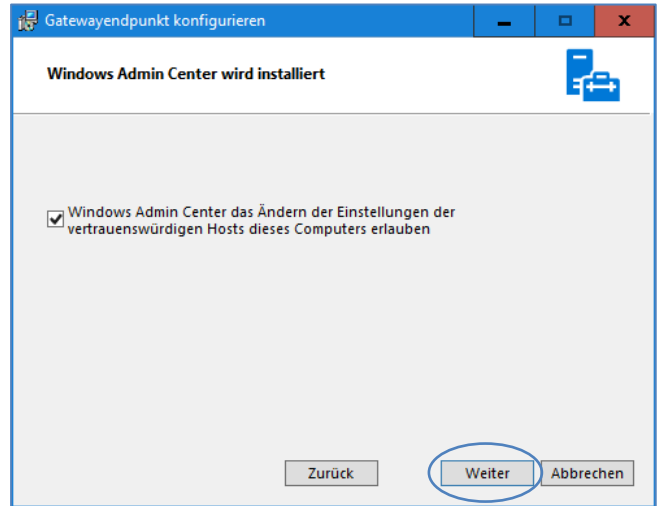 Gatewayendpunkt konfigurieren
Windows Admin Center wird installiert
Windows Admin Center das Ändern der Einstellungen der
vertrauenswürdigen Hosts dieses Computers erlauben
Zurück Weiter Abbrechen